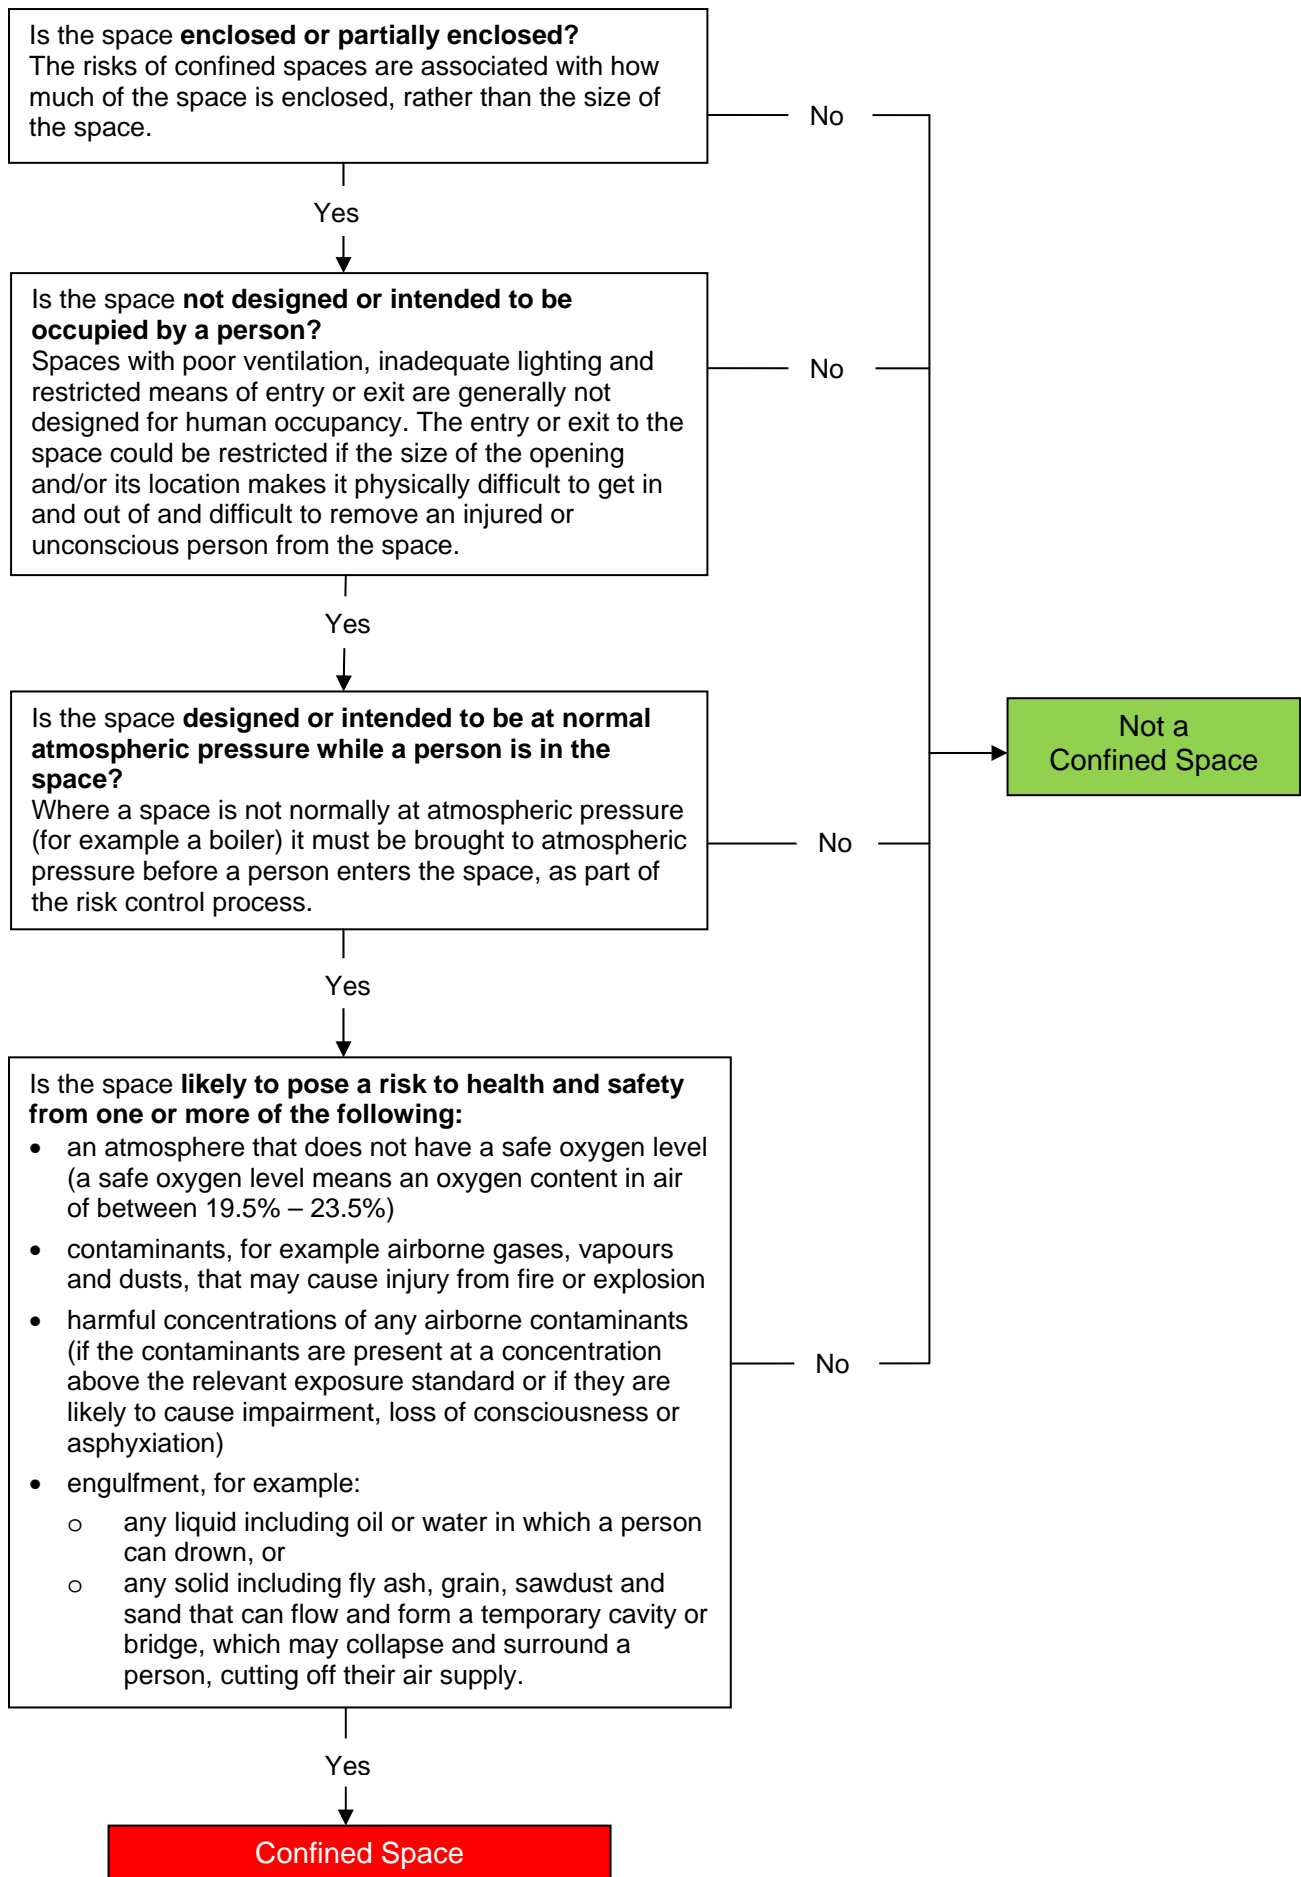 Is the space enclosed or partially enclosed?
The risks of confined spaces are associated with how
much of the space is enclosed, rather than the size of
the space.
No
Yes
Is the space not designed or intended to be
occupied by a person?
Spaces with poor ventilation, inadequate lighting and
restricted means of entry or exit are generally not
designed for human occupancy. The entry or exit to the
space could be restricted if the size of the opening
and/or its location makes it physically difficult to get in
and out of and difficult to remove an injured or
unconscious person from the space.
No
Yes
Is the space designed or intended to be at normal
atmospheric pressure while a person is in the
space?
Where a space is not normally at atmospheric pressure
(for example a boiler) it must be brought to atmospheric
pressure before a person enters the space, as part of
the risk control process.
No
Not a
Confined Space
Yes
Is the space likely to pose a risk to health and safety
from one or more of the following:
• an atmosphere that does not have a safe oxygen level
(a safe oxygen level means an oxygen content in air
of between 19.5% – 23.5%)
• contaminants, for example airborne gases, vapours
and dusts, that may cause injury from fire or explosion
• harmful concentrations of any airborne contaminants
(if the contaminants are present at a concentration
above the relevant exposure standard or if they are
likely to cause impairment, loss of consciousness or
asphyxiation)
• engulfment, for example:
o any liquid including oil or water in which a person
can drown, or
o any solid including fly ash, grain, sawdust and
sand that can flow and form a temporary cavity or
bridge, which may collapse and surround a
person, cutting off their air supply.
No
Yes
Confined Space